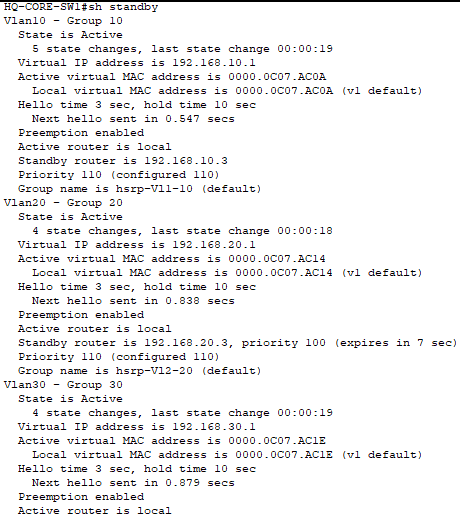 HQ-CORE-SW1#sh standby
Vlan10 - Group 10
State is Active
5 state changes, last state change 00:00:19
Virtual IP address is 192.168.10.1
Active virtual MAC address is 0000.0C07.AC0A
Local virtual MAC address is 0000.0C07.AC0A (v1 default)
Hello time 3 sec, hold time 10 sec
Next hello sent in 0.547 secs
Preemption enabled
Active router is local
Standby router is 192.168.10.3
Priority 110 (configured 110)
Group name is hsrp-Vl1-10 (default)
Vlan20 - Group 20
State is Active
4 state changes, last state change 00:00:18
Virtual IP address is 192.168.20.1
Active virtual MAC address is 0000.0C07.AC14
Local virtual MAC address is 0000.0C07.AC14 (v1 default)
Hello time 3 sec, hold time 10 sec
Next hello sent in 0.838 secs
Preemption enabled
Active router is local
Standby router is 192.168.20.3, priority 100 (expires in 7 sec)
Priority 110 (configured 110)
Group name is hsrp-Vl2-20 (default)
Vlan30 - Group 30
State is Active
4 state changes, last state change 00:00:19
Virtual IP address is 192.168.30.1
Active virtual MAC address is 0000.0C07.AC1E
Local virtual MAC address is 0000.0C07.AC1E (v1 default)
Hello time 3 sec, hold time 10 sec
Next hello sent in 0.879 secs
Preemption enabled
Active router is local